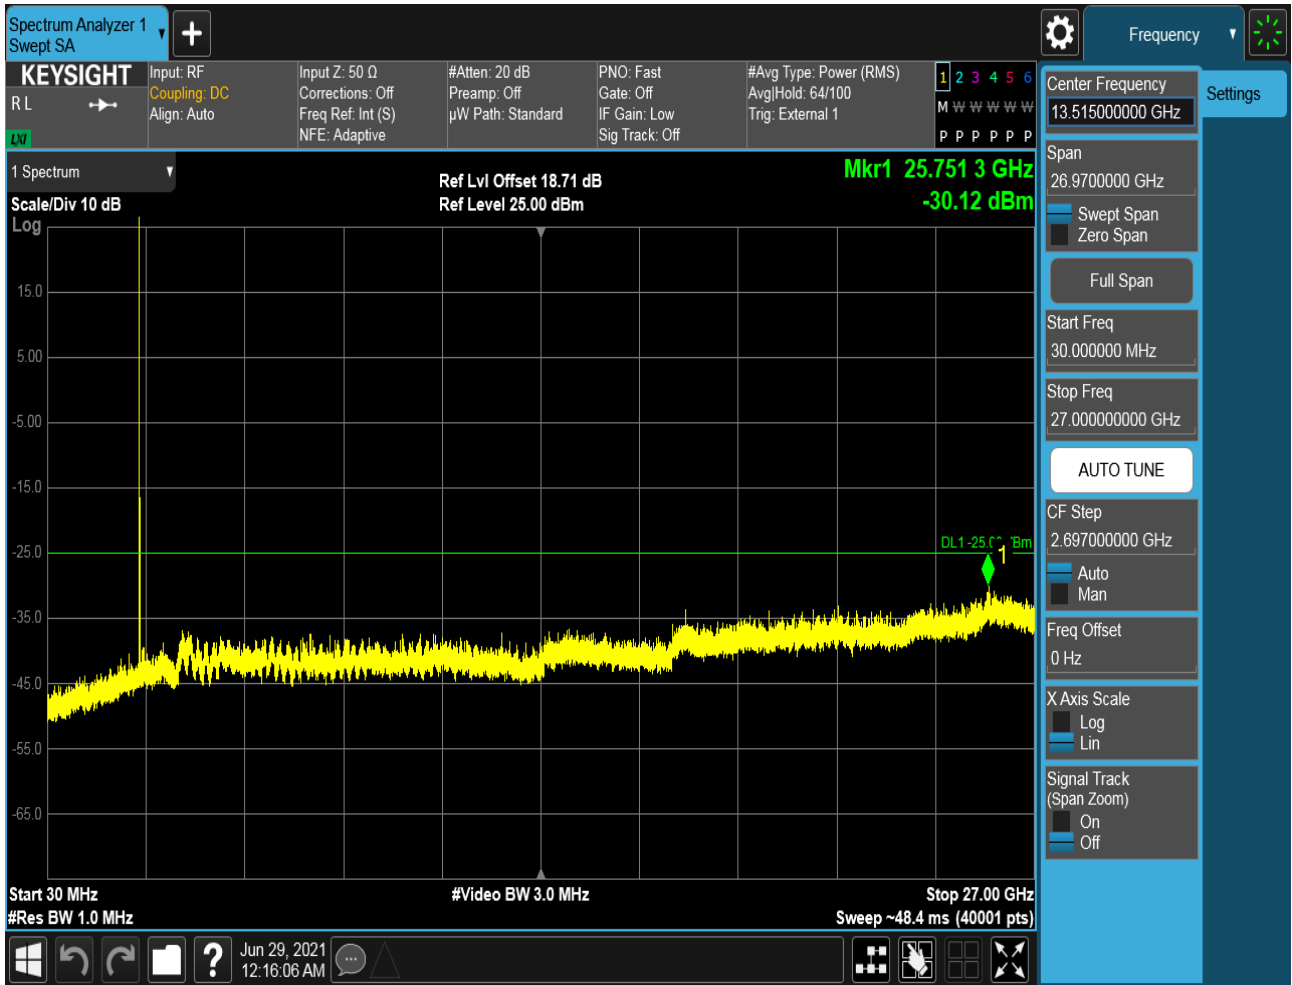 Spectrum Analyzer 1
Swept SA
Frequency
KEYSIGHT
R L
LXI
Input: RF
Coupling: DC
Align: Auto
Input Z: 50 Ω
Corrections: Off
Freq Ref: Int (S)
NFE: Adaptive
#Atten: 20 dB
Preamp: Off
µW Path: Standard
PNO: Fast
Gate: Off
IF Gain: Low
Sig Track: Off
#Avg Type: Power (RMS)
Avg|Hold: 64/100
Trig: External 1
1 2 3 4 5 6
M W W W W W
P P P P P P
1 Spectrum
Scale/Div 10 dB
Log
Ref Lvl Offset 18.71 dB
Ref Level 25.00 dBm
Mkr1 25.751 3 GHz
-30.12 dBm
15.0
5.00
-5.00
-15.0
-25.0
-35.0
-45.0
-55.0
-65.0
1
Start 30 MHz
#Res BW 1.0 MHz
#Video BW 3.0 MHz
Stop 27.00 GHz
Sweep ~48.4 ms (40001 pts)
Jun 29, 2021
12:16:06 AM
Center Frequency
13.515000000 GHz
Settings
Span
26.9700000 GHz
Swept Span
Zero Span
Full Span
Start Freq
30.000000 MHz
Stop Freq
27.000000000 GHz
AUTO TUNE
CF Step
2.697000000 GHz
Auto
Man
Freq Offset
0 Hz
X Axis Scale
Log
Lin
Signal Track
(Span Zoom)
On
Off